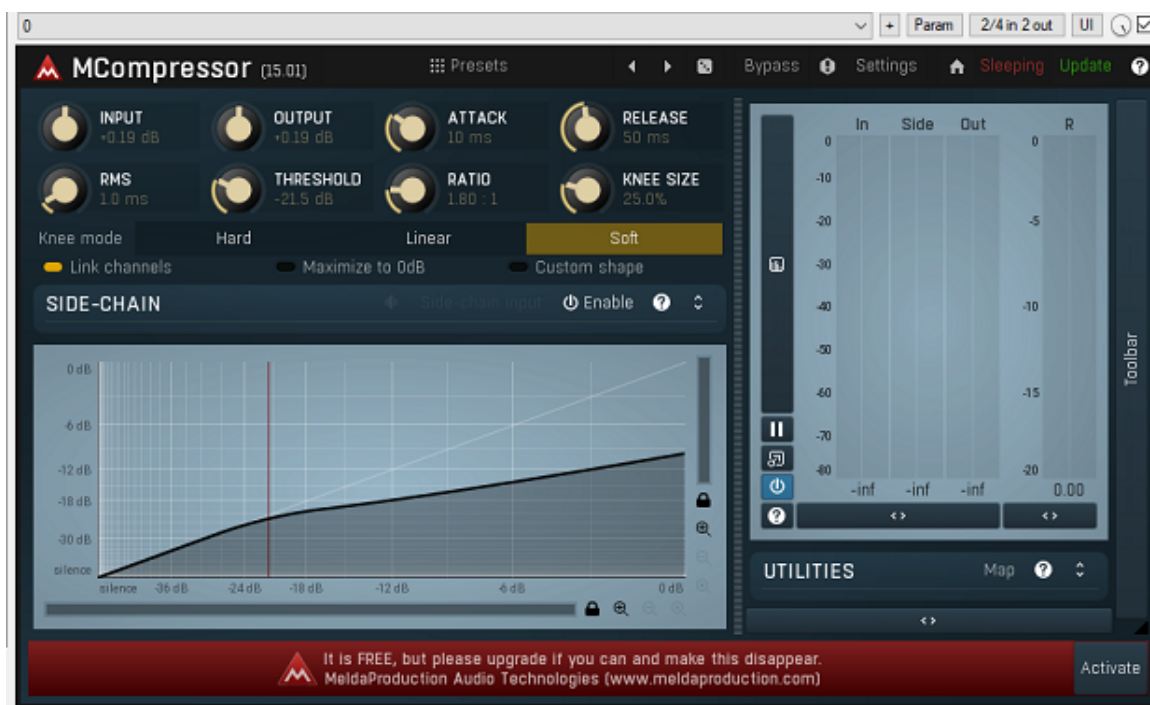 0 + Param 2/4 in 2 out UI
MCompressor (15.01) Presets Bypass Settings Sleeping Update ?
INPUT OUTPUT ATTACK RELEASE
+0.19 dB +0.19 dB 10 ms 50 ms
RMS THRESHOLD RATIO KNEE SIZE
1.0 ms -21.5 dB 1.80 : 1 25.0%
Knee mode Hard Linear Soft
Link channels Maximize to 0dB Custom shape
SIDE-CHAIN Side-chain input Enable ?
0 dB
-6 dB
-12 dB
-18 dB
-30 dB
silence
silence -36 dB -24 dB -18 dB -12 dB -6 dB 0 dB
In Side Out R
0 0
-10
-20 -5
-30
-40 -10
-50
-60 -15
-70
-80 -20
-inf -inf -inf 0.00
? <> <>
UTILITIES Map ?
<>
Toolbar
It is FREE, but please upgrade if you can and make this disappear.
MeldaProduction Audio Technologies (www.meldaproduction.com)
Activate